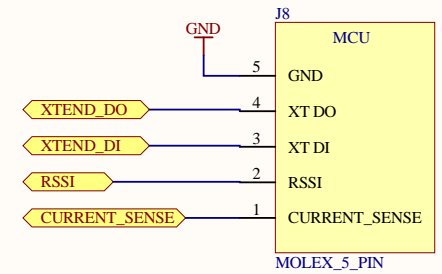 J8
GND
MCU
5 GND
XTEND_DO 4 XT DO
XTEND_DI 3 XT DI
RSSI 2 RSSI
CURRENT_SENSE 1 CURRENT_SENSE
MOLEX_5_PIN